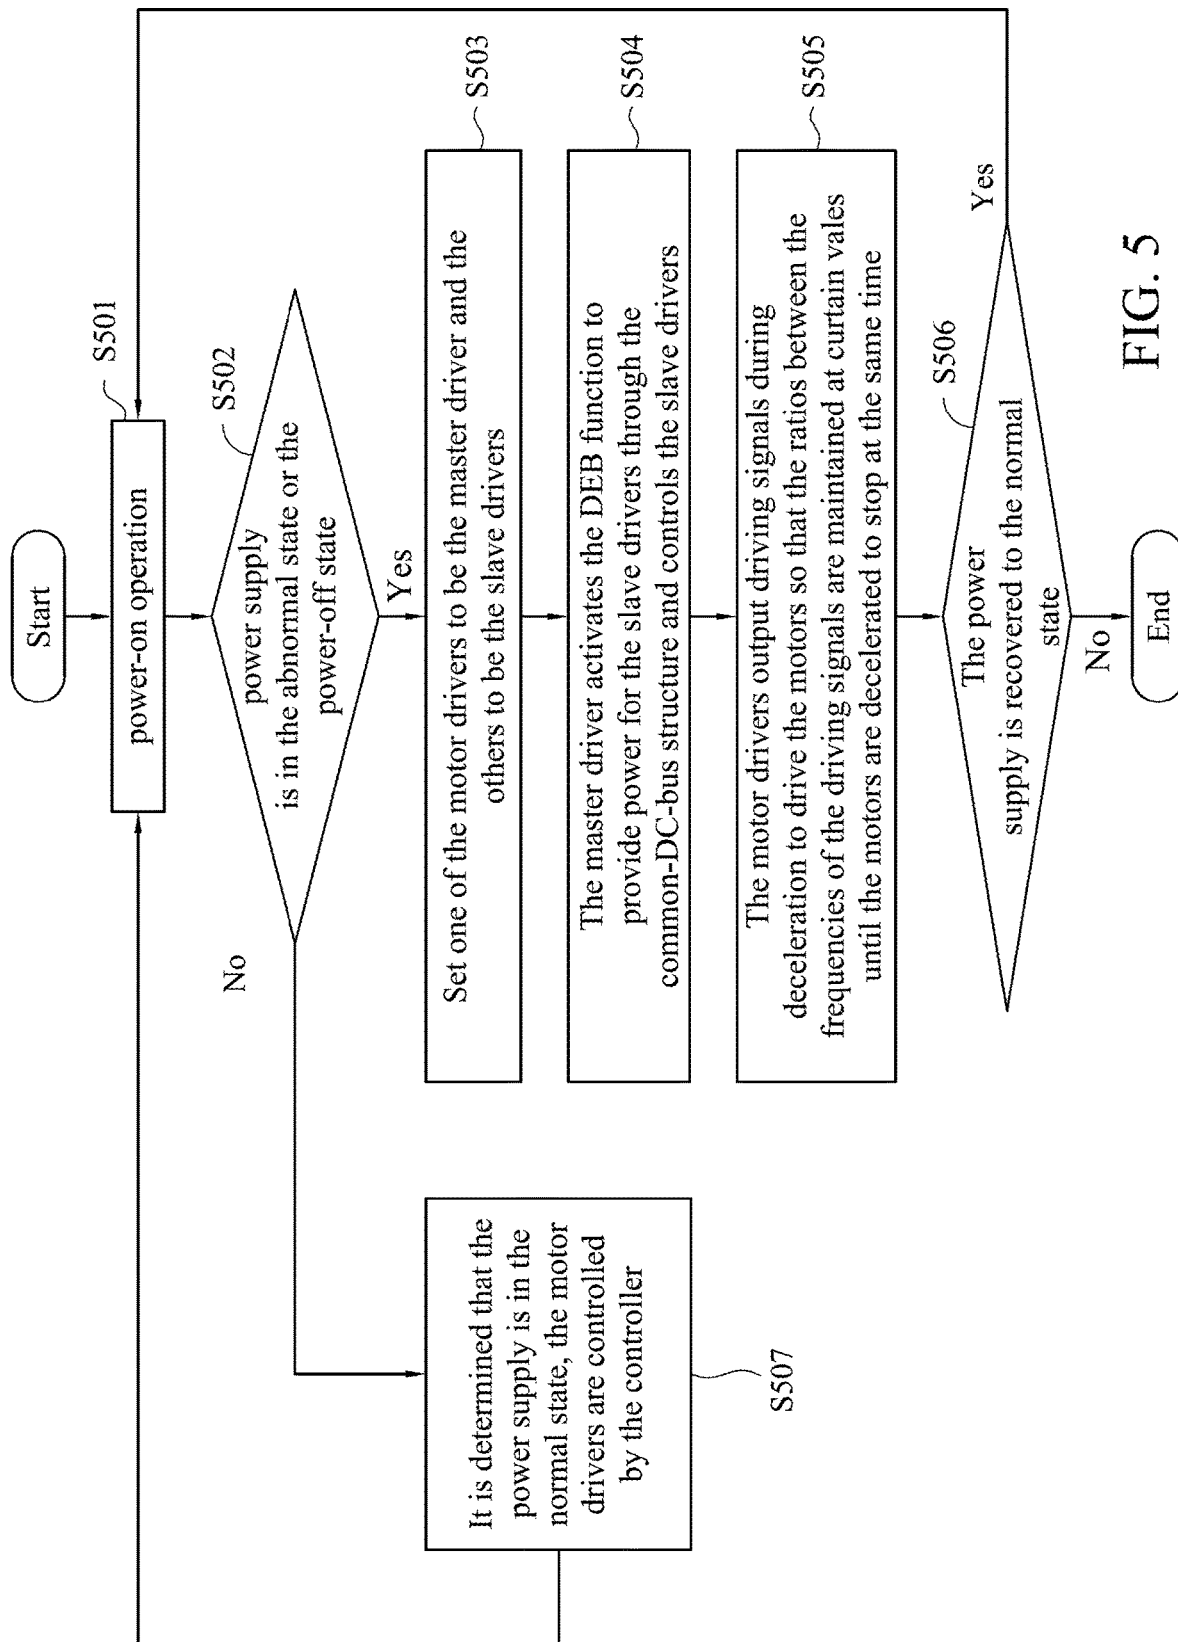 Start
power-on operation
S501
power supply
is in the abnormal state or the
power-off state
S502
Yes
No
Set one of the motor drivers to be the master driver and the
others to be the slave drivers
S503
The master driver activates the DEB function to
provide power for the slave drivers through the
common-DC-bus structure and controls the slave drivers
S504
The motor drivers output driving signals during
deceleration to drive the motors so that the ratios between the
frequencies of the driving signals are maintained at curtain vales
until the motors are decelerated to stop at the same time
S505
The power
supply is recovered to the normal
state
S506
Yes
No
End
It is determined that the
power supply is in the
normal state, the motor
drivers are controlled
by the controller
S507
FIG. 5